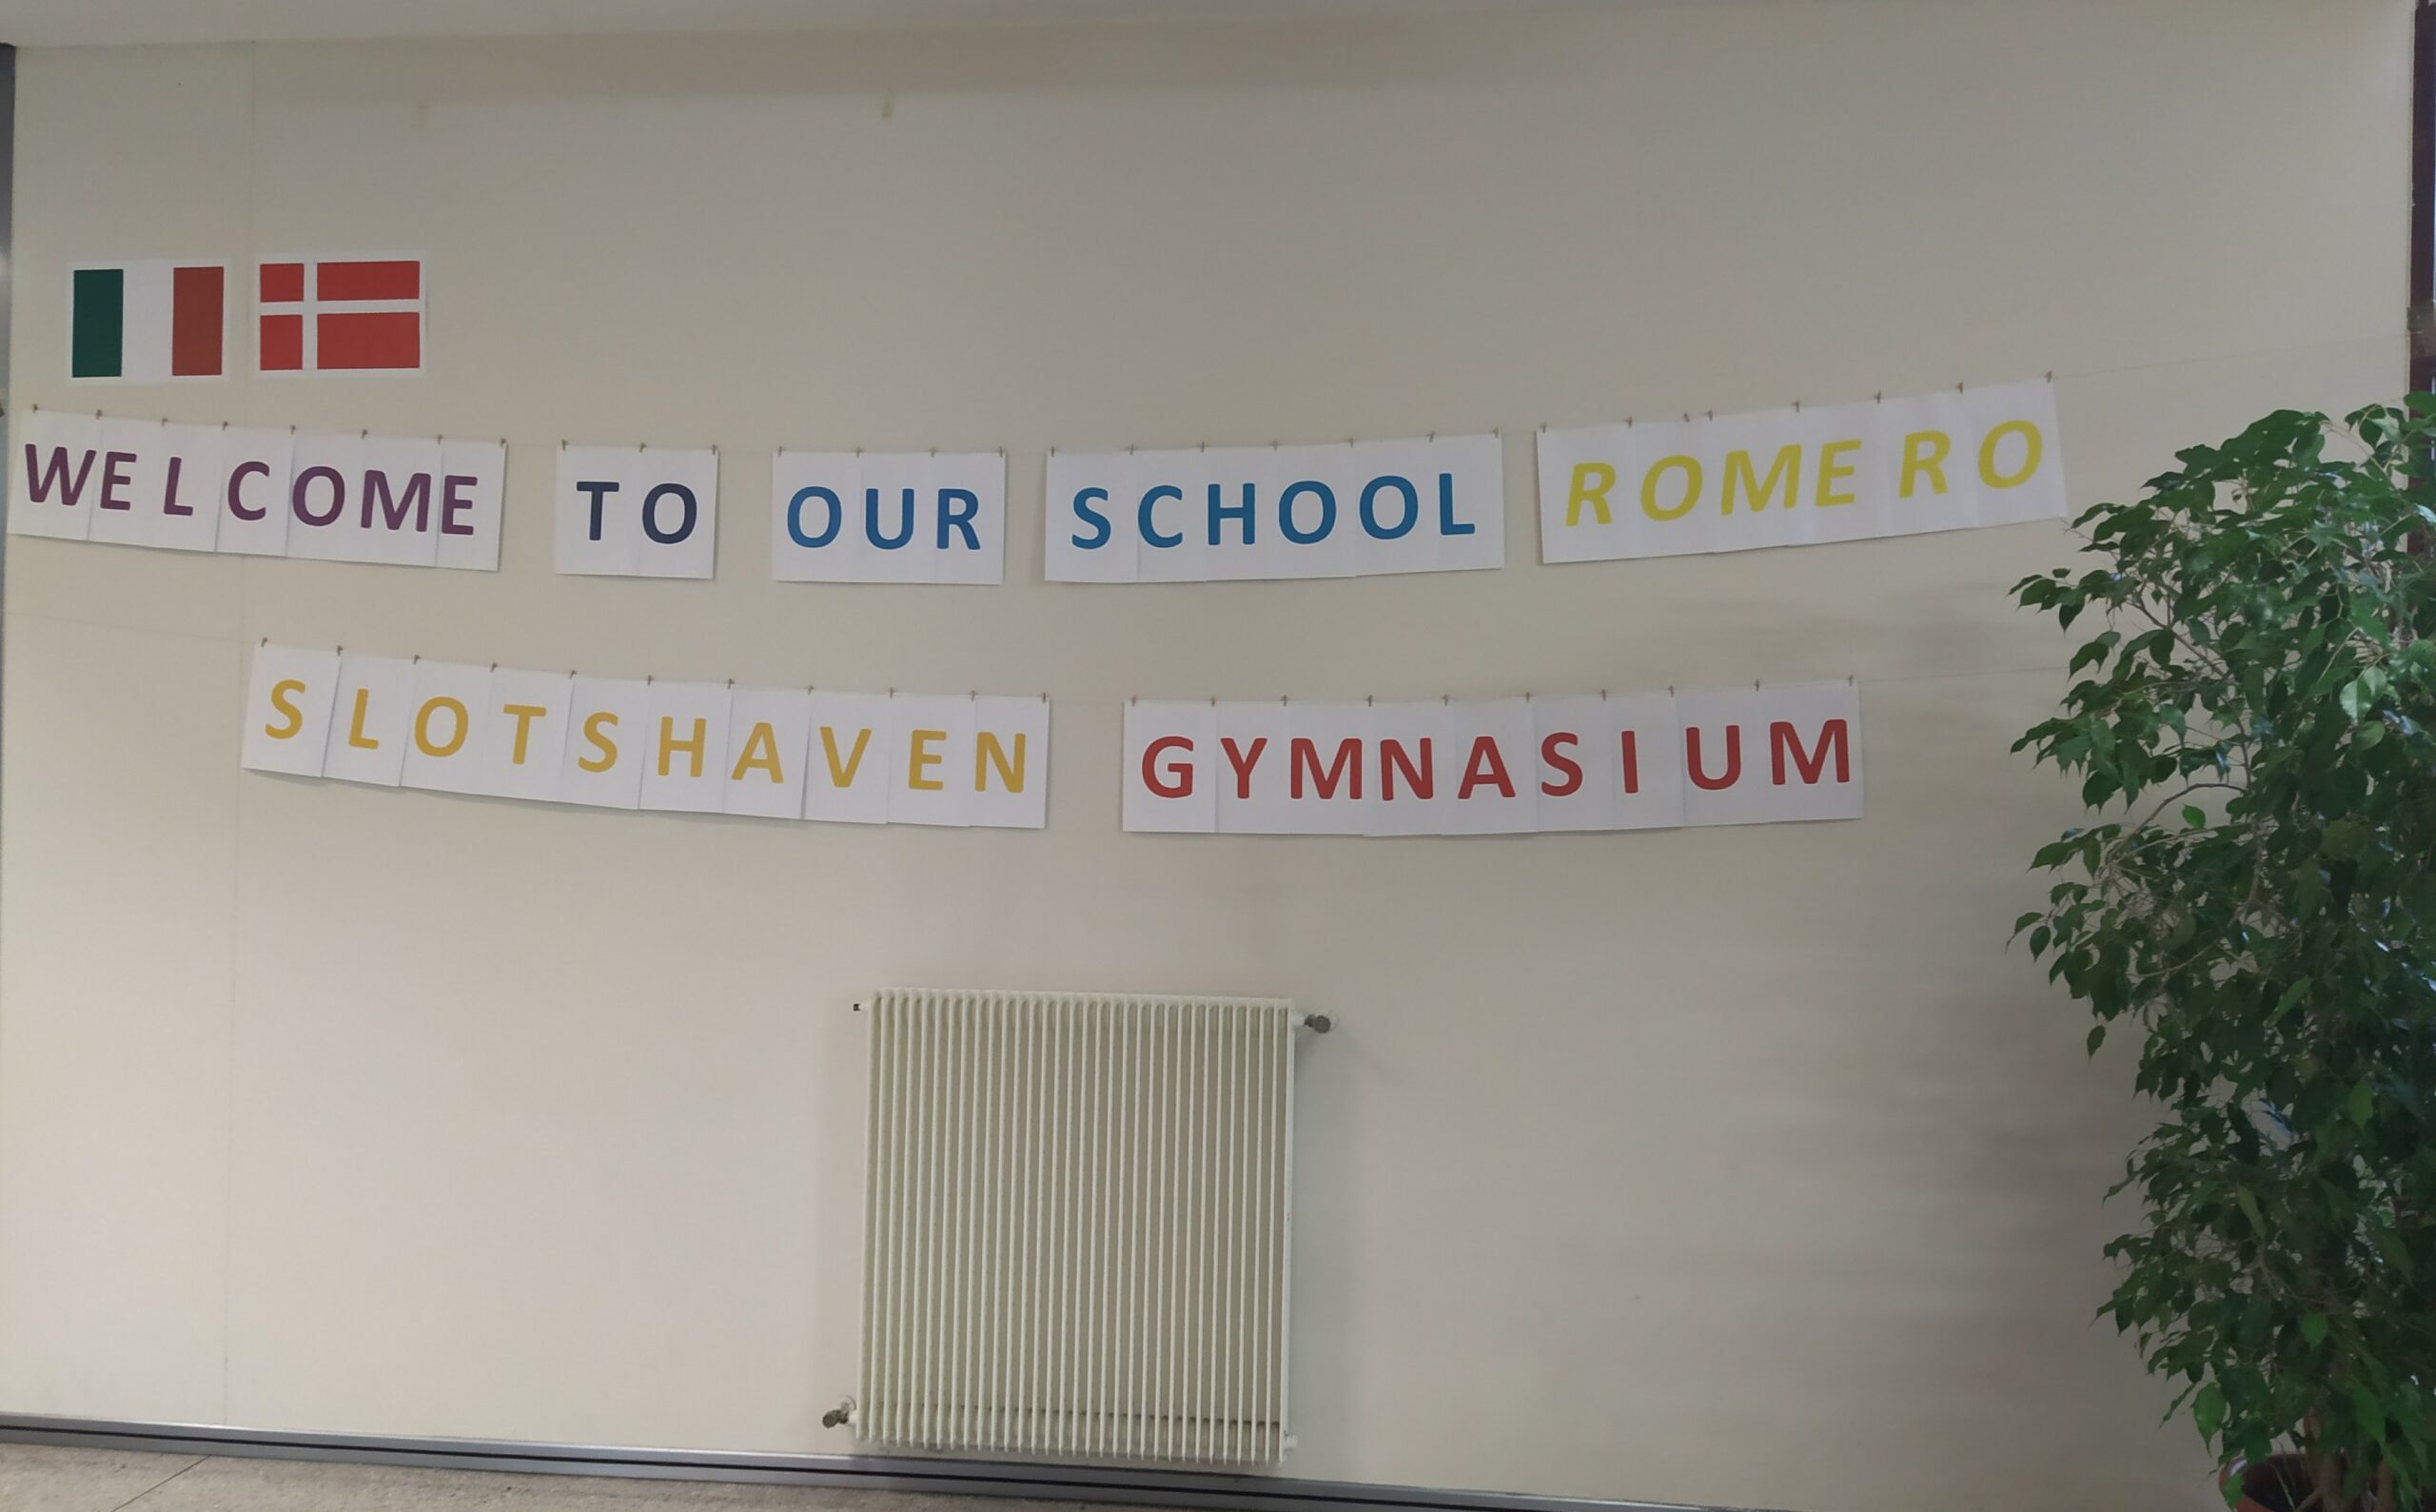 WELCOME TO OUR SCHOOL ROMERO
SLOTSHAVEN GYMNASIUM